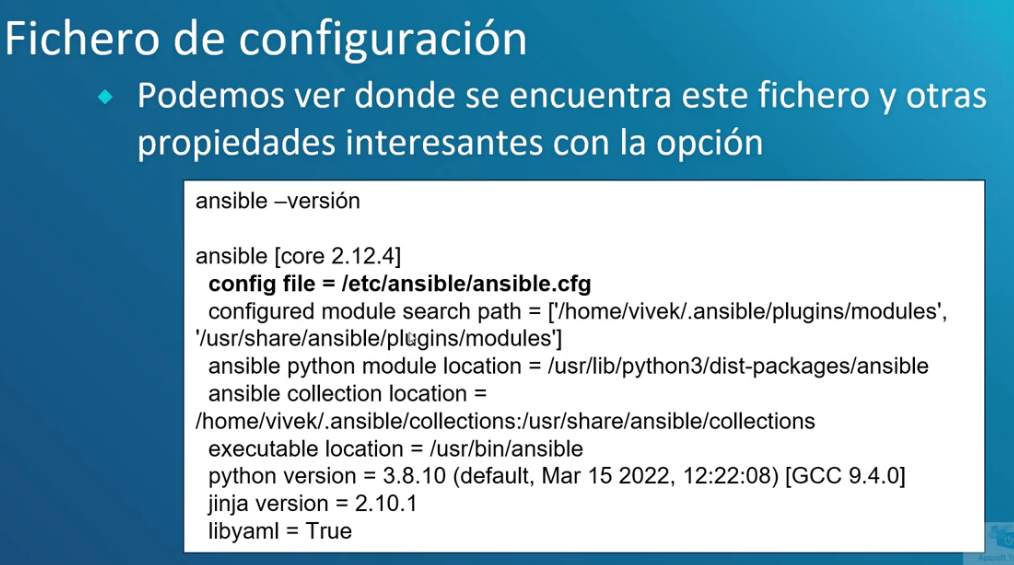 Fichero de configuración
Podemos ver donde se encuentra este fichero y otras
propiedades interesantes con la opción
ansible –versión
ansible [core 2.12.4]
config file = /etc/ansible/ansible.cfg
configured module search path = ['/home/vivek/.ansible/plugins/modules',
'/usr/share/ansible/plugins/modules']
ansible python module location = /usr/lib/python3/dist-packages/ansible
ansible collection location =
/home/vivek/.ansible/collections:/usr/share/ansible/collections
executable location = /usr/bin/ansible
python version = 3.8.10 (default, Mar 15 2022, 12:22:08) [GCC 9.4.0]
jinja version = 2.10.1
libyaml = True